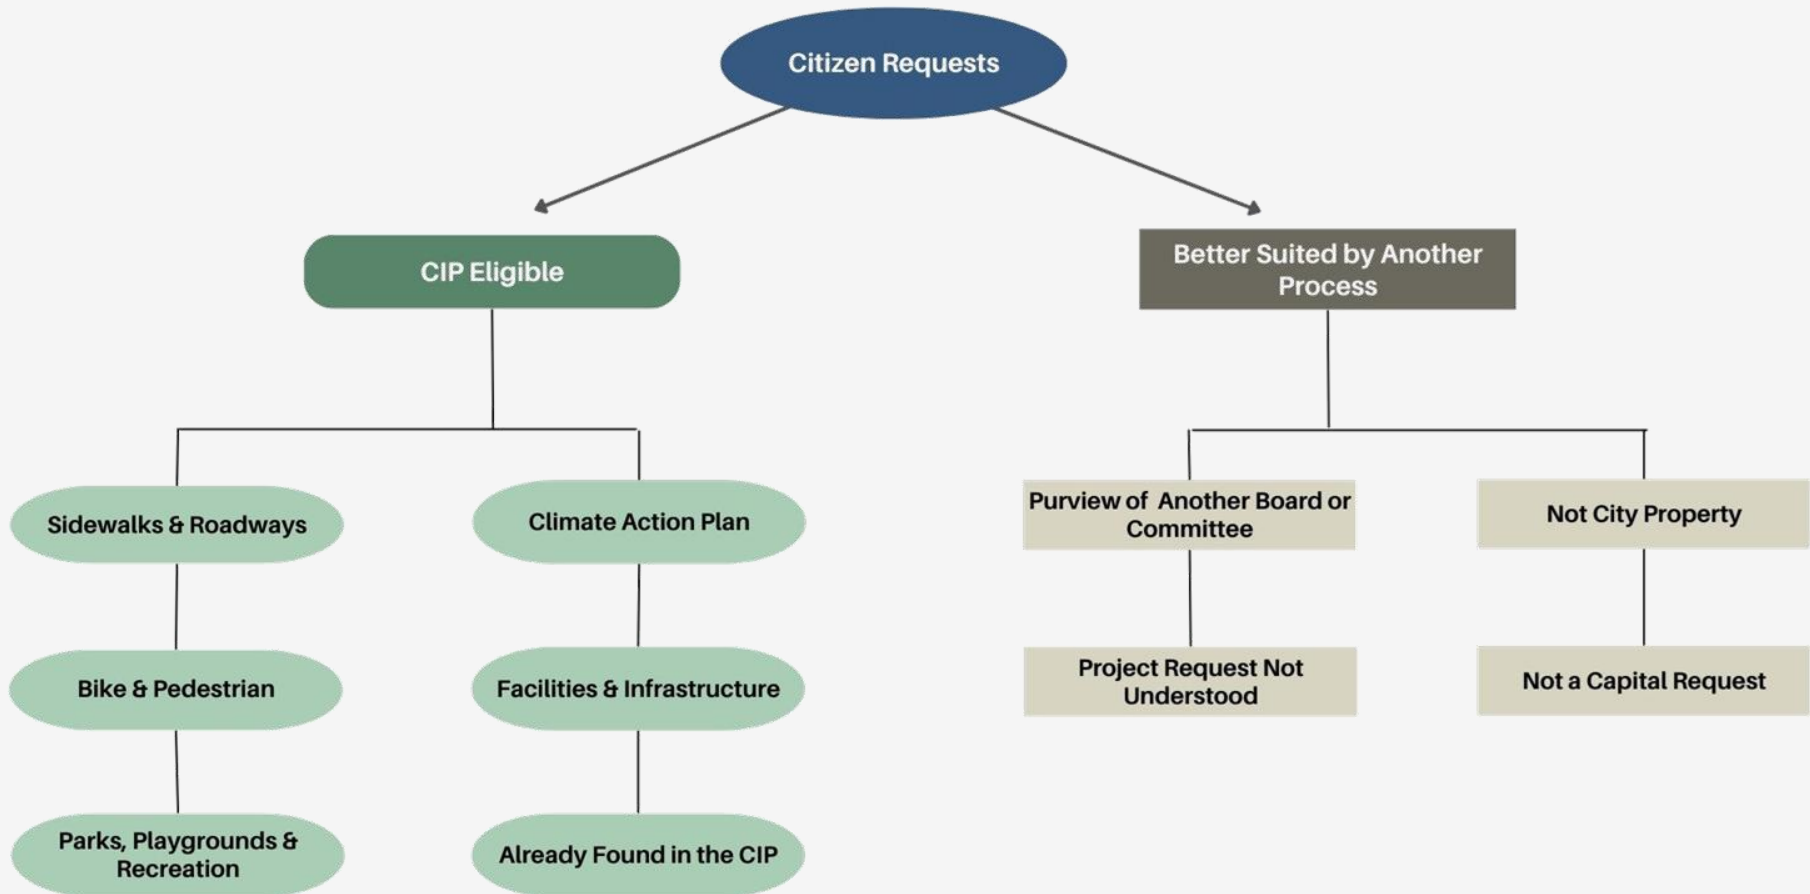 Citizen Requests
CIP Eligible
Better Suited by Another
Process
Sidewalks & Roadways
Climate Action Plan
Purview of Another Board or
Committee
Not City Property
Bike & Pedestrian
Facilities & Infrastructure
Project Request Not
Understood
Not a Capital Request
Parks, Playgrounds &
Recreation
Already Found in the CIP